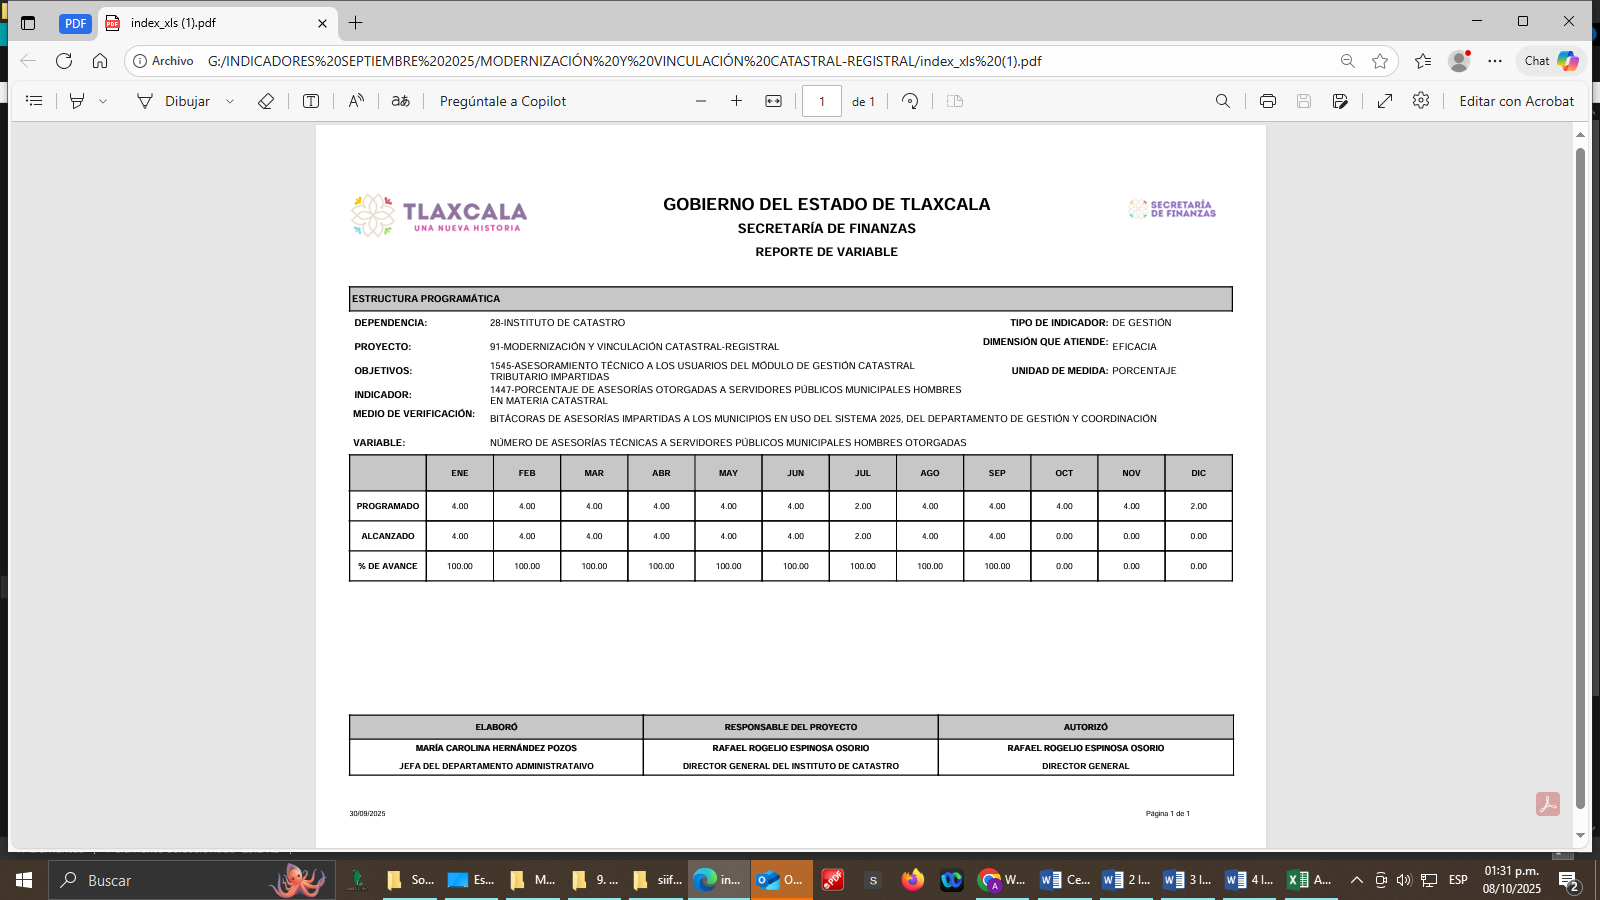 PDF
index_xls (1).pdf
Archivo
G:/INDICADORES%20SEPTIEMBRE%202025/MODERNIZACIÓN%20Y%20VINCULACIÓN%20CATASTRAL-REGISTRAL/index_xls%20(1).pdf
Chat
Dibujar
Pregúntale a Copilot
1
de 1
Editar con Acrobat
TLAXCALA
UNA NUEVA HISTORIA
GOBIERNO DEL ESTADO DE TLAXCALA
SECRETARÍA DE FINANZAS
REPORTE DE VARIABLE
SECRETARÍA
DE FINANZAS
ESTRUCTURA PROGRAMÁTICA
DEPENDENCIA: 28-INSTITUTO DE CATASTRO TIPO DE INDICADOR: DE GESTIÓN
PROYECTO: 91-MODERNIZACIÓN Y VINCULACIÓN CATASTRAL-REGISTRAL DIMENSIÓN QUE ATIENDE: EFICACIA
OBJETIVOS: 1545-ASESORAMIENTO TÉCNICO A LOS USUARIOS DEL MÓDULO DE GESTIÓN CATASTRAL
TRIBUTARIO IMPARTIDAS
UNIDAD DE MEDIDA: PORCENTAJE
INDICADOR: 1447-PORCENTAJE DE ASESORÍAS OTORGADAS A SERVIDORES PÚBLICOS MUNICIPALES HOMBRES
EN MATERIA CATASTRAL
MEDIO DE VERIFICACIÓN: BITÁCORAS DE ASESORÍAS IMPARTIDAS A LOS MUNICIPIOS EN USO DEL SISTEMA 2025, DEL DEPARTAMENTO DE GESTIÓN Y COORDINACIÓN
VARIABLE: NÚMERO DE ASESORÍAS TÉCNICAS A SERVIDORES PÚBLICOS MUNICIPALES HOMBRES OTORGADAS
ENE FEB MAR ABR MAY JUN JUL AGO SEP OCT NOV DIC
PROGRAMADO 4.00 4.00 4.00 4.00 4.00 4.00 2.00 4.00 4.00 4.00 4.00 2.00
ALCANZADO 4.00 4.00 4.00 4.00 4.00 4.00 2.00 4.00 4.00 0.00 0.00 0.00
% DE AVANCE 100.00 100.00 100.00 100.00 100.00 100.00 100.00 100.00 100.00 0.00 0.00 0.00
ELABORÓ RESPONSABLE DEL PROYECTO AUTORIZÓ
MARÍA CAROLINA HERNÁNDEZ POZOS RAFAEL ROGELIO ESPINOSA OSORIO RAFAEL ROGELIO ESPINOSA OSORIO
JEFA DEL DEPARTAMENTO ADMINISTRATAIVO DIRECTOR GENERAL DEL INSTITUTO DE CATASTRO DIRECTOR GENERAL
30/09/2025 Página 1 de 1
Buscar
So... Es... M... 9. ... siif... in... O... W... Ce... 2 I... 3 I... 4 I... A...
ESP
01:31 p.m.
08/10/2025
2